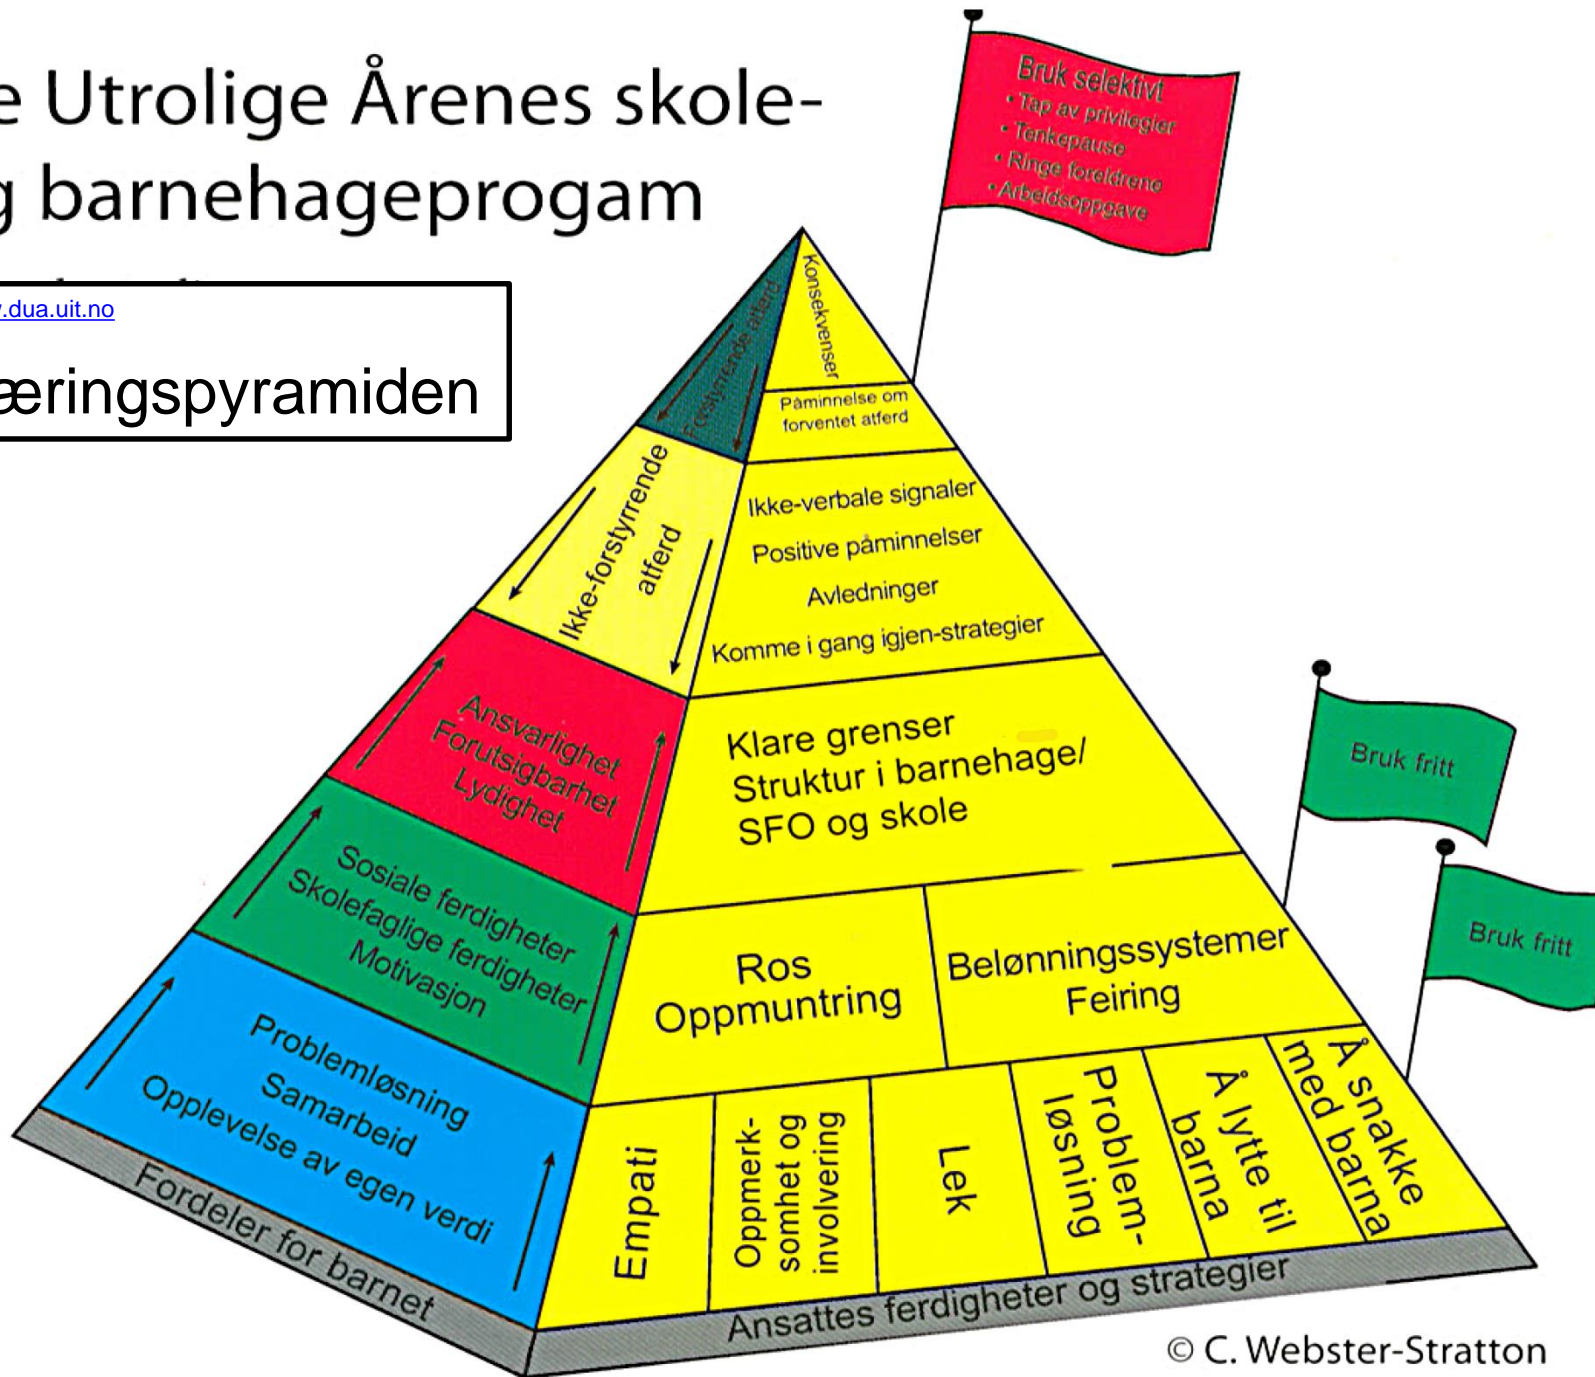 e Utrolige Årenes skole-
g barnehageprogam
.dua.uit.no
æringspyramiden
Bruk selektivt
• Tap av privilegier
• Tenkepause
• Ringe foreldrene
• Arbeidsoppgave
Forstyrrende atferd
Konsekvenser
Påminnelse om
forventet atferd
Ikke-forstyrrende
atferd
Ikke-verbale signaler
Positive påminnelser
Avledninger
Komme i gang igjen-strategier
Ansvarlighet
Forutsigbarhet
Lydighet
Klare grenser
Struktur i barnehage/
SFO og skole
Bruk fritt
Sosiale ferdigheter
Skolefaglige ferdigheter
Motivasjon
Ros
Oppmuntring
Belønningssystemer
Feiring
Bruk fritt
Problemløsning
Samarbeid
Opplevelse av egen verdi
Empati
Oppmerk-
somhet og
involvering
Lek
Problem-
løsning
Å lytte til
barna
Å snakke
med barna
Fordeler for barnet
Ansattes ferdigheter og strategier
© C. Webster-Stratton